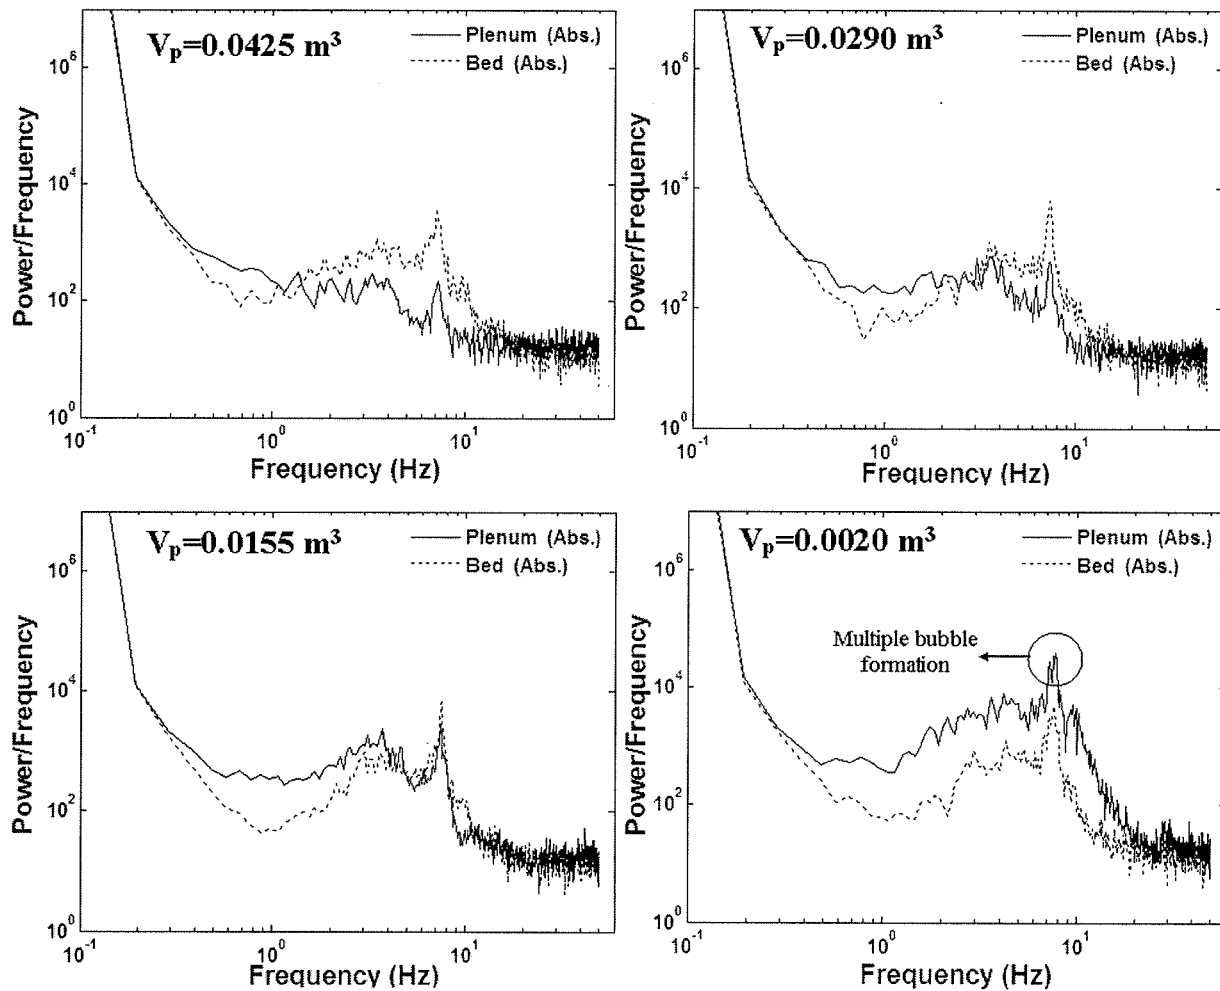 V_p=0.0425 m³
Plenum (Abs.)
Bed (Abs.)
Power/Frequency
10⁶
10⁴
10²
10⁰
10⁻¹
10⁰
10¹
Frequency (Hz)
V_p=0.0290 m³
Plenum (Abs.)
Bed (Abs.)
Power/Frequency
10⁶
10⁴
10²
10⁰
10⁻¹
10⁰
10¹
Frequency (Hz)
V_p=0.0155 m³
Plenum (Abs.)
Bed (Abs.)
Power/Frequency
10⁶
10⁴
10²
10⁰
10⁻¹
10⁰
10¹
Frequency (Hz)
V_p=0.0020 m³
Plenum (Abs.)
Bed (Abs.)
Multiple bubble
formation
Power/Frequency
10⁶
10⁴
10²
10⁰
10⁻¹
10⁰
10¹
Frequency (Hz)